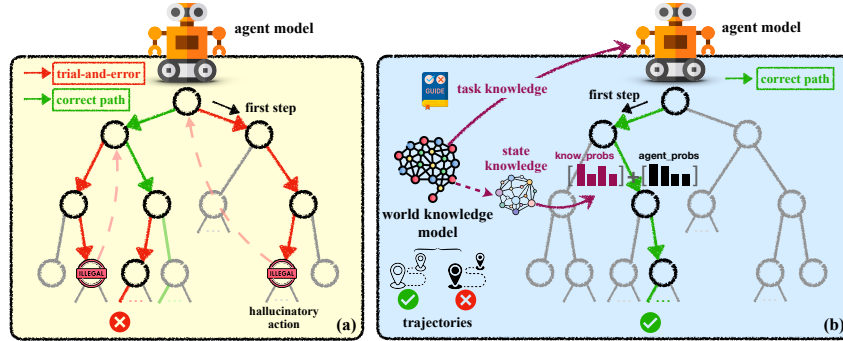 agent model
trial-and-error
correct path
first step
ILLEGAL
ILLEGAL
hallucinatory
action
(a)
agent model
GUIDE
task knowledge
correct path
first step
state
knowledge
know_probs
agent_probs
[ ] + [ ]
world knowledge
model
trajectories
(b)